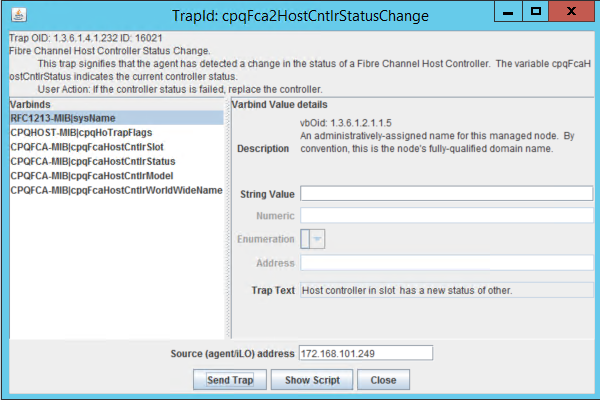 TrapId: cpqFca2HostCntlrStatusChange
Trap OID: 1.3.6.1.4.1.232 ID: 16021
Fibre Channel Host Controller Status Change.
This trap signifies that the agent has detected a change in the status of a Fibre Channel Host Controller. The variable cpqFcaH
ostCntlrStatus indicates the current controller status.
User Action: If the controller status is failed, replace the controller.
Varbinds
RFC1213-MIB|sysName
CPQHOST-MIB|cpqHoTrapFlags
CPQFCA-MIB|cpqFcaHostCntlrSlot
CPQFCA-MIB|cpqFcaHostCntlrStatus
CPQFCA-MIB|cpqFcaHostCntlrModel
CPQFCA-MIB|cpqFcaHostCntlrWorldWideName
Varbind Value details
vbOid: 1.3.6.1.2.1.1.5
An administratively-assigned name for this managed node. By
Description
convention, this is the node's fully-qualified domain name.
String Value
Numeric
Enumeration
Address
Trap Text Host controller in slot has a new status of other.
Source (agent/iLO) address 172.168.101.249
Send Trap Show Script Close